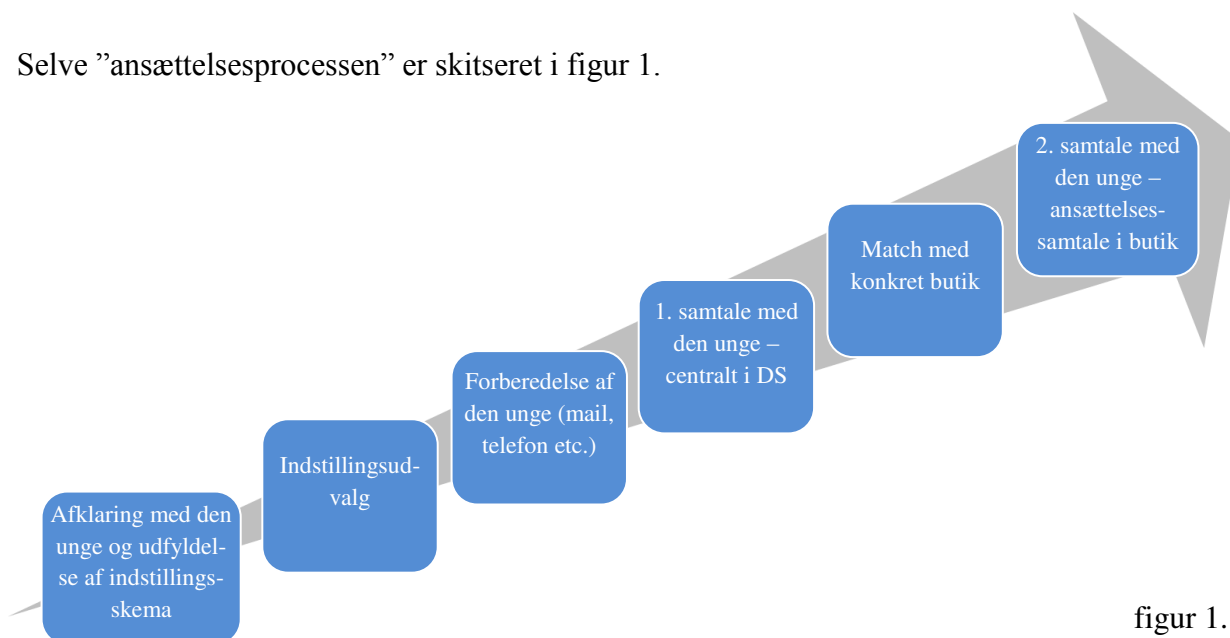 Selve ”ansættelsesprocessen” er skitseret i figur 1.
Afklaring med den
unge og udfyldel-
se af indstillings-
skema
Indstillingsud-
valg
Forberedelse af
den unge (mail,
telefon etc.)
1. samtale med
den unge –
centralt i DS
Match med
konkret butik
2. samtale med
den unge –
ansættelses-
samtale i butik
figur 1.